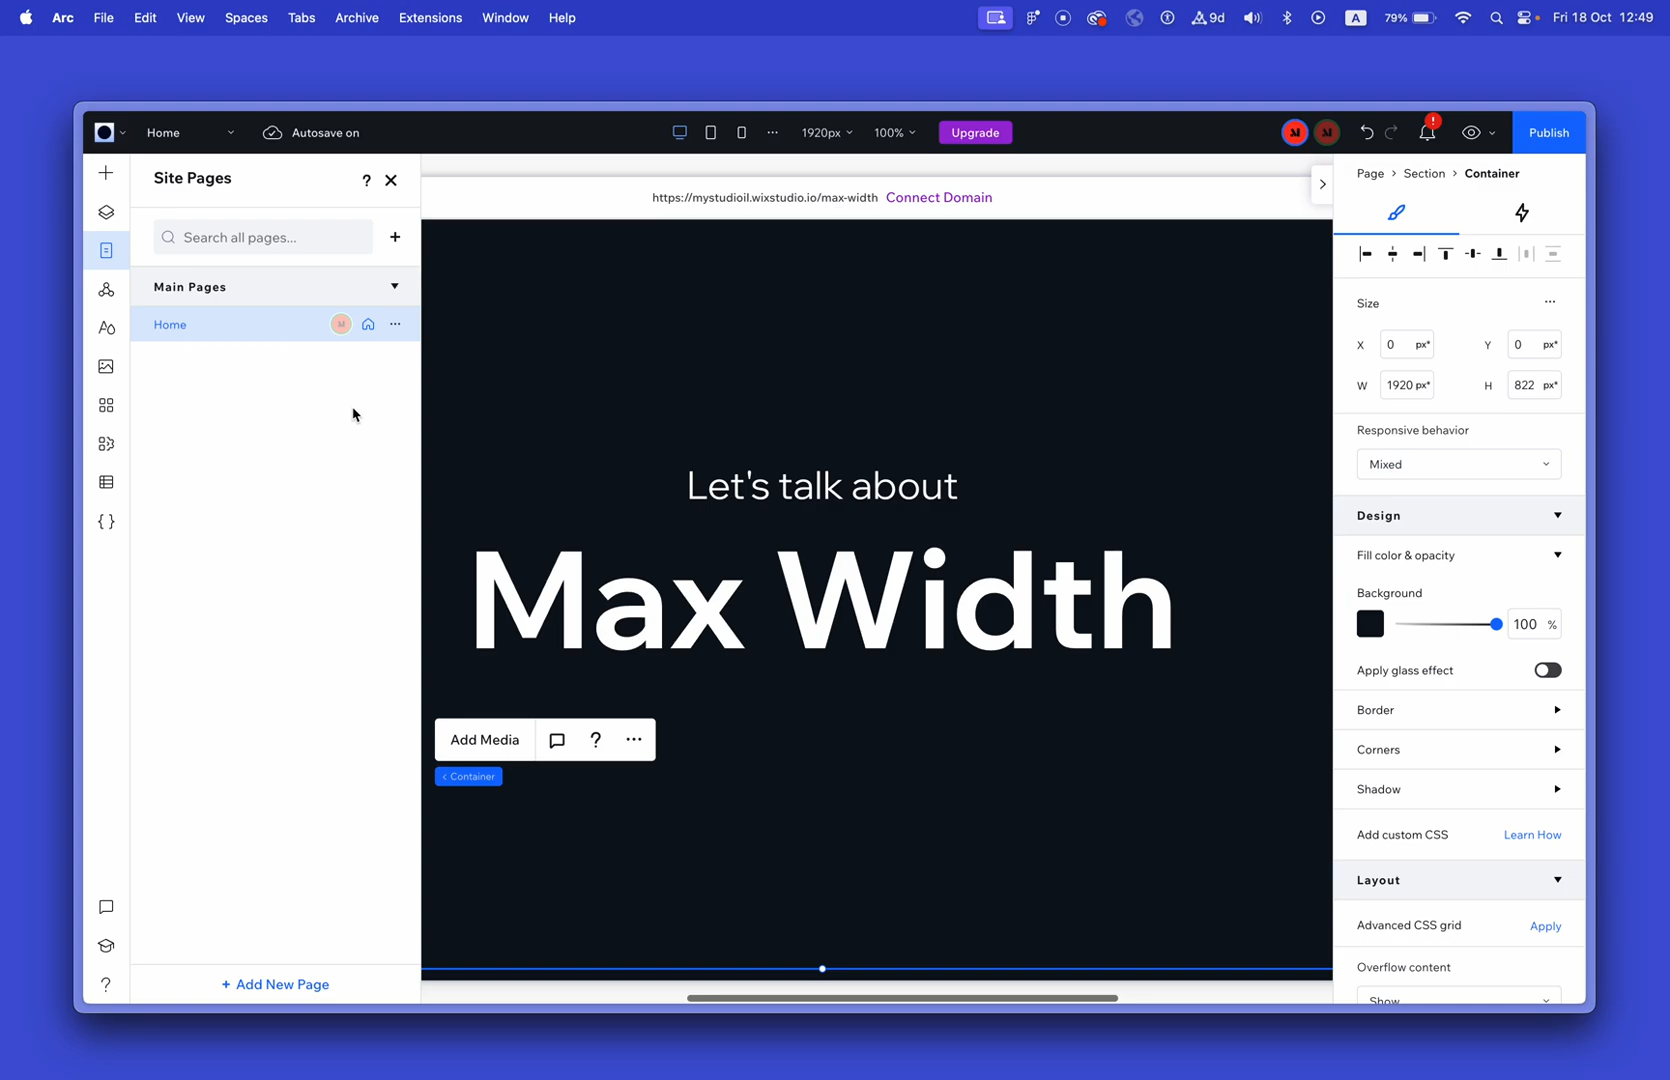 Arc File Edit View Spaces Tabs Archive Extensions Window Help 9d A 79% Fri 18 Oct 12:49
Home Autosave on 1920px 100% Upgrade ! Publish
Site Pages ?
Search all pages...
Main Pages
Home
+ Add New Page
https://mystudioil.wixstudio.io/max-width Connect Domain
Let's talk about
Max Width
Add Media ?
< Container
Page > Section > Container
Size
X 0 px* Y 0 px*
W 1920 px* H 822 px*
Responsive behavior
Mixed
Design
Fill color & opacity
Background
100 %
Apply glass effect
Border
Corners
Shadow
Add custom CSS Learn How
Layout
Advanced CSS grid Apply
Overflow content
Show